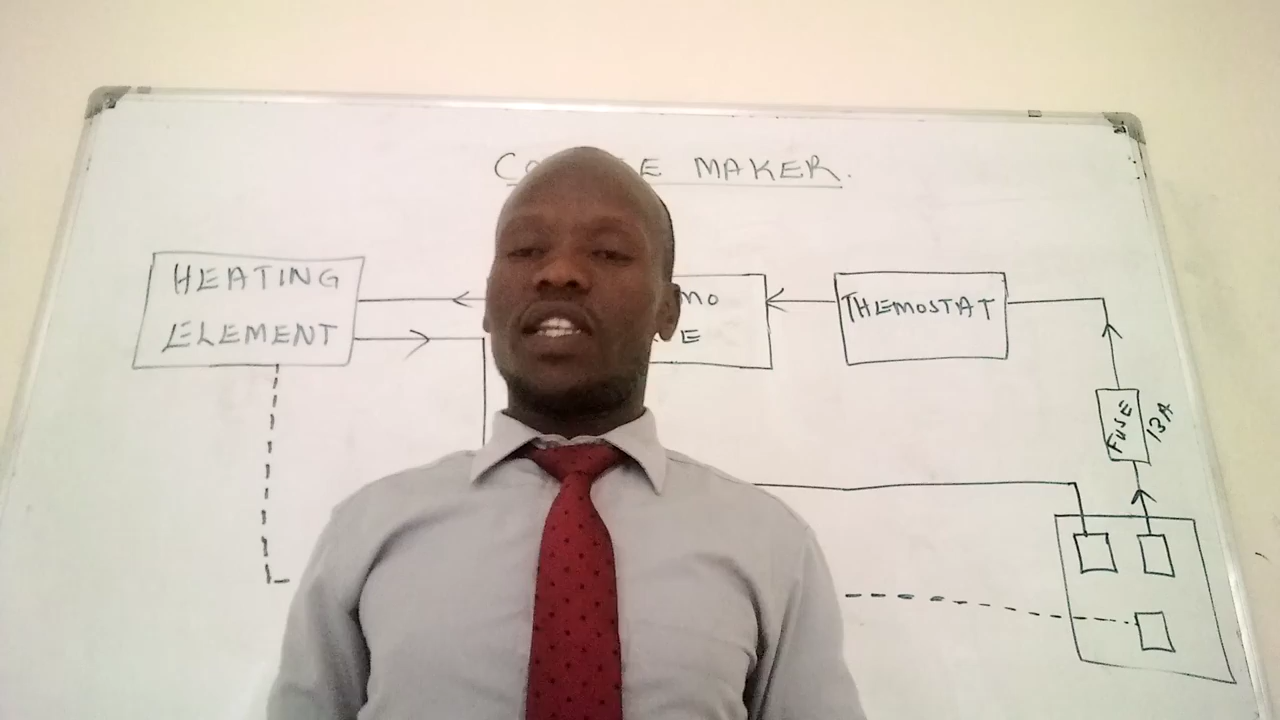 MAKER.
HEATING
ELEMENT
THEMOSTAT
FUSE
13A